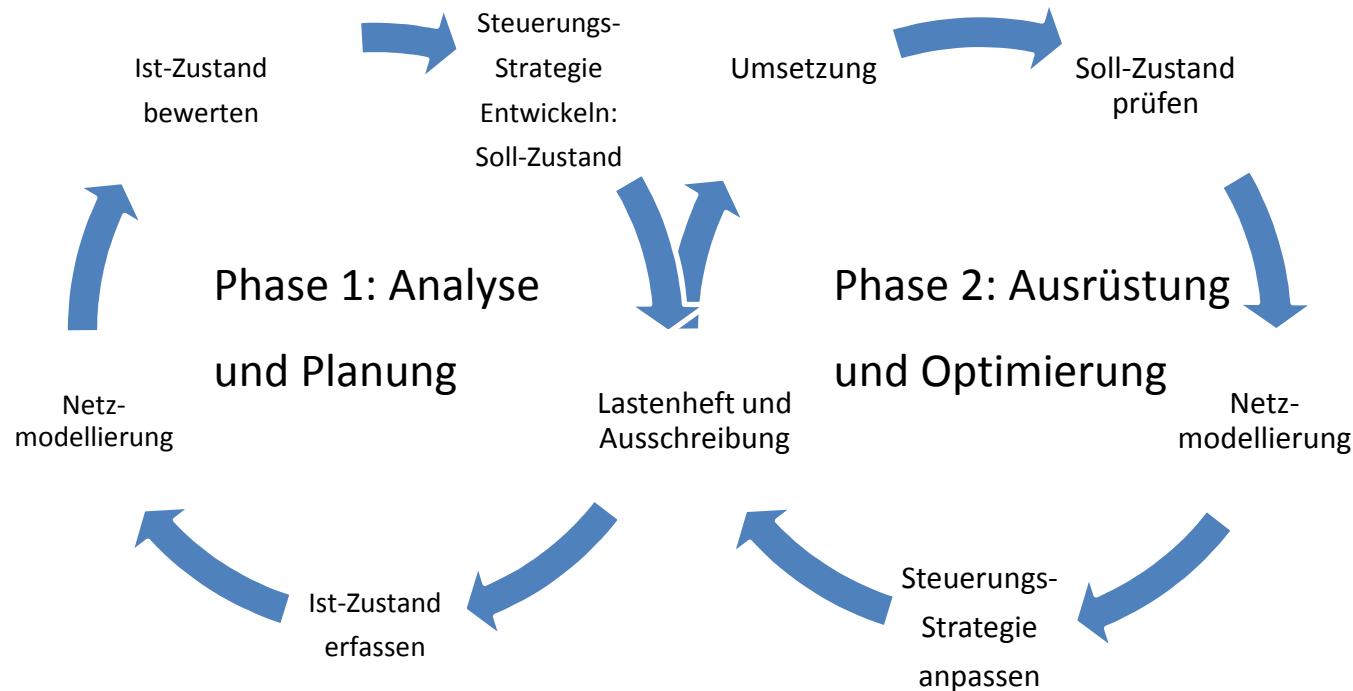 Ist-Zustand
bewerten
Steuerungs-
Strategie
Entwickeln:
Soll-Zustand
Umsetzung
Soll-Zustand
prüfen
Phase 1: Analyse
und Planung
Phase 2: Ausrüstung
und Optimierung
Netz-
modellierung
Lastenheft und
Ausschreibung
Netz-
modellierung
Ist-Zustand
erfassen
Steuerungs-
Strategie
anpassen